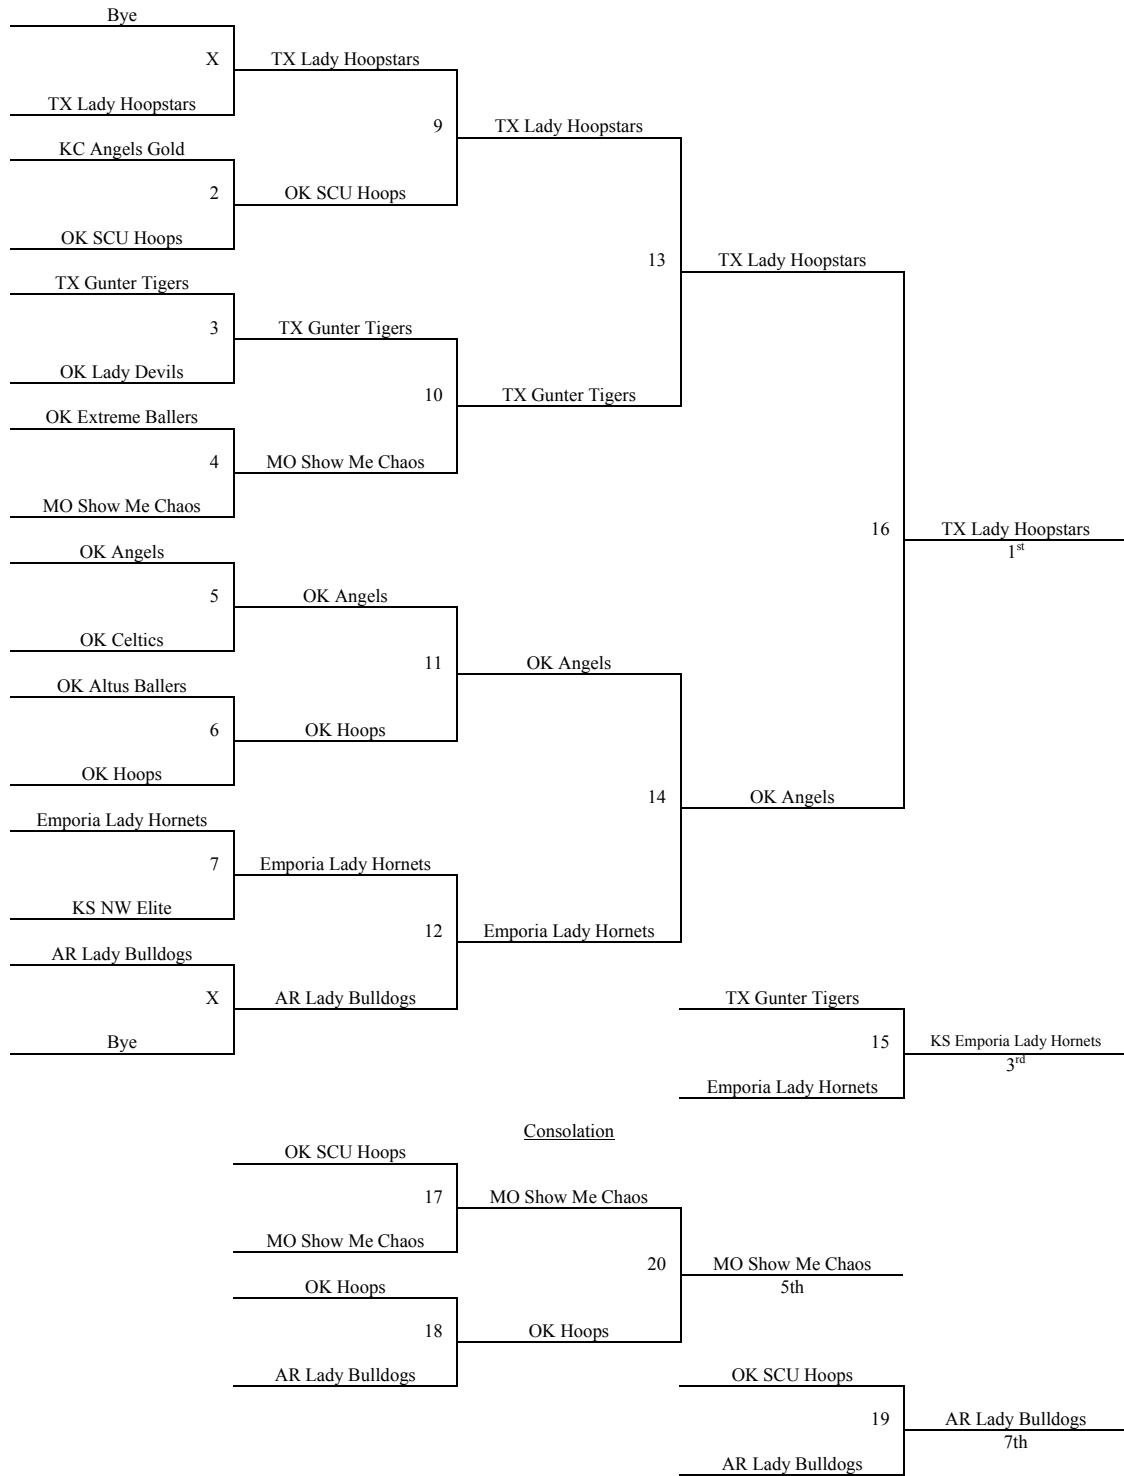 Bye
X TX Lady Hoopstars
TX Lady Hoopstars
9 TX Lady Hoopstars
KC Angels Gold
2 OK SCU Hoops
OK SCU Hoops
13 TX Lady Hoopstars
TX Gunter Tigers
3 TX Gunter Tigers
OK Lady Devils
10 TX Gunter Tigers
OK Extreme Ballers
4 MO Show Me Chaos
MO Show Me Chaos
16 TX Lady Hoopstars
1st
OK Angels
5 OK Angels
OK Celtics
11 OK Angels
OK Altus Ballers
6 OK Hoops
OK Hoops
14 OK Angels
Emporia Lady Hornets
7 Emporia Lady Hornets
KS NW Elite
12 Emporia Lady Hornets
AR Lady Bulldogs
X AR Lady Bulldogs
Bye
TX Gunter Tigers
15 KS Emporia Lady Hornets
3rd
Emporia Lady Hornets
Consolation
OK SCU Hoops
17 MO Show Me Chaos
MO Show Me Chaos
20 MO Show Me Chaos
5th
OK Hoops
18 OK Hoops
AR Lady Bulldogs
OK SCU Hoops
19 AR Lady Bulldogs
7th
AR Lady Bulldogs